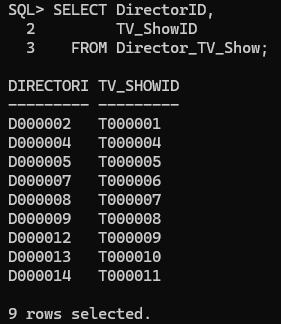 SQL> SELECT DirectorID,
  2         TV_ShowID
  3    FROM Director_TV_Show;
DIRECTORI TV_SHOWID
--------- ---------
D000002   T000001
D000004   T000004
D000005   T000005
D000007   T000006
D000008   T000007
D000009   T000008
D000012   T000009
D000013   T000010
D000014   T000011
9 rows selected.